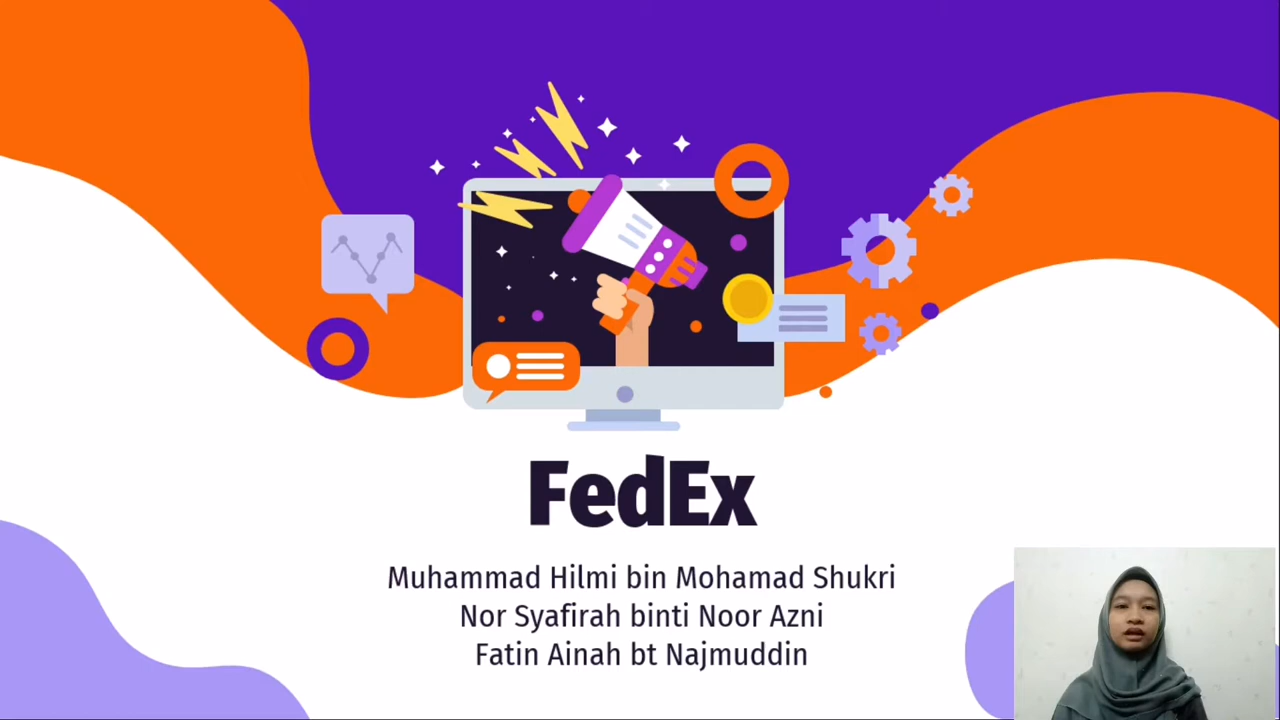 FedEx
Muhammad Hilmi bin Mohamad Shukri
Nor Syafirah binti Noor Azni
Fatin Ainah bt Najmuddin